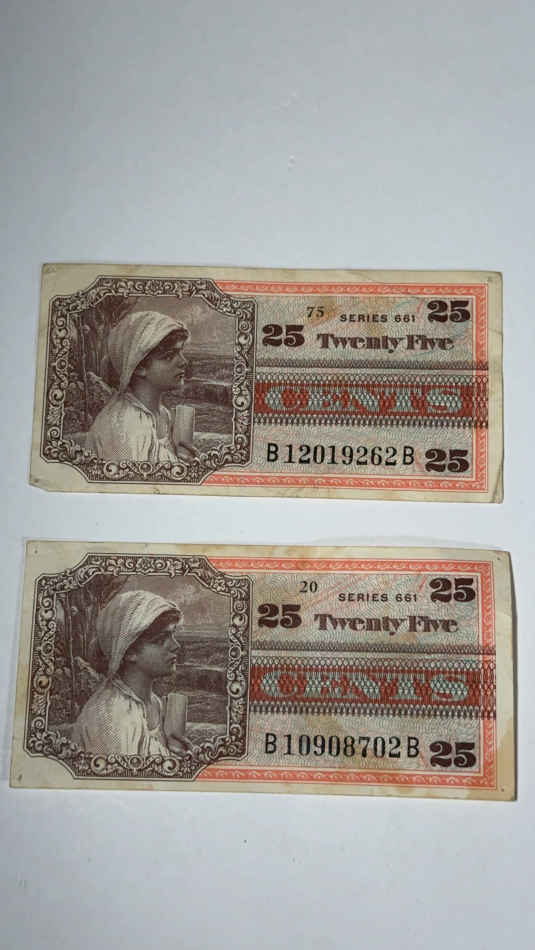 75 SERIES 661 25
25 Twenty Five
CENTS
B12019262B 25
20 SERIES 661 25
25 Twenty Five
CENTS
B10908702B 25